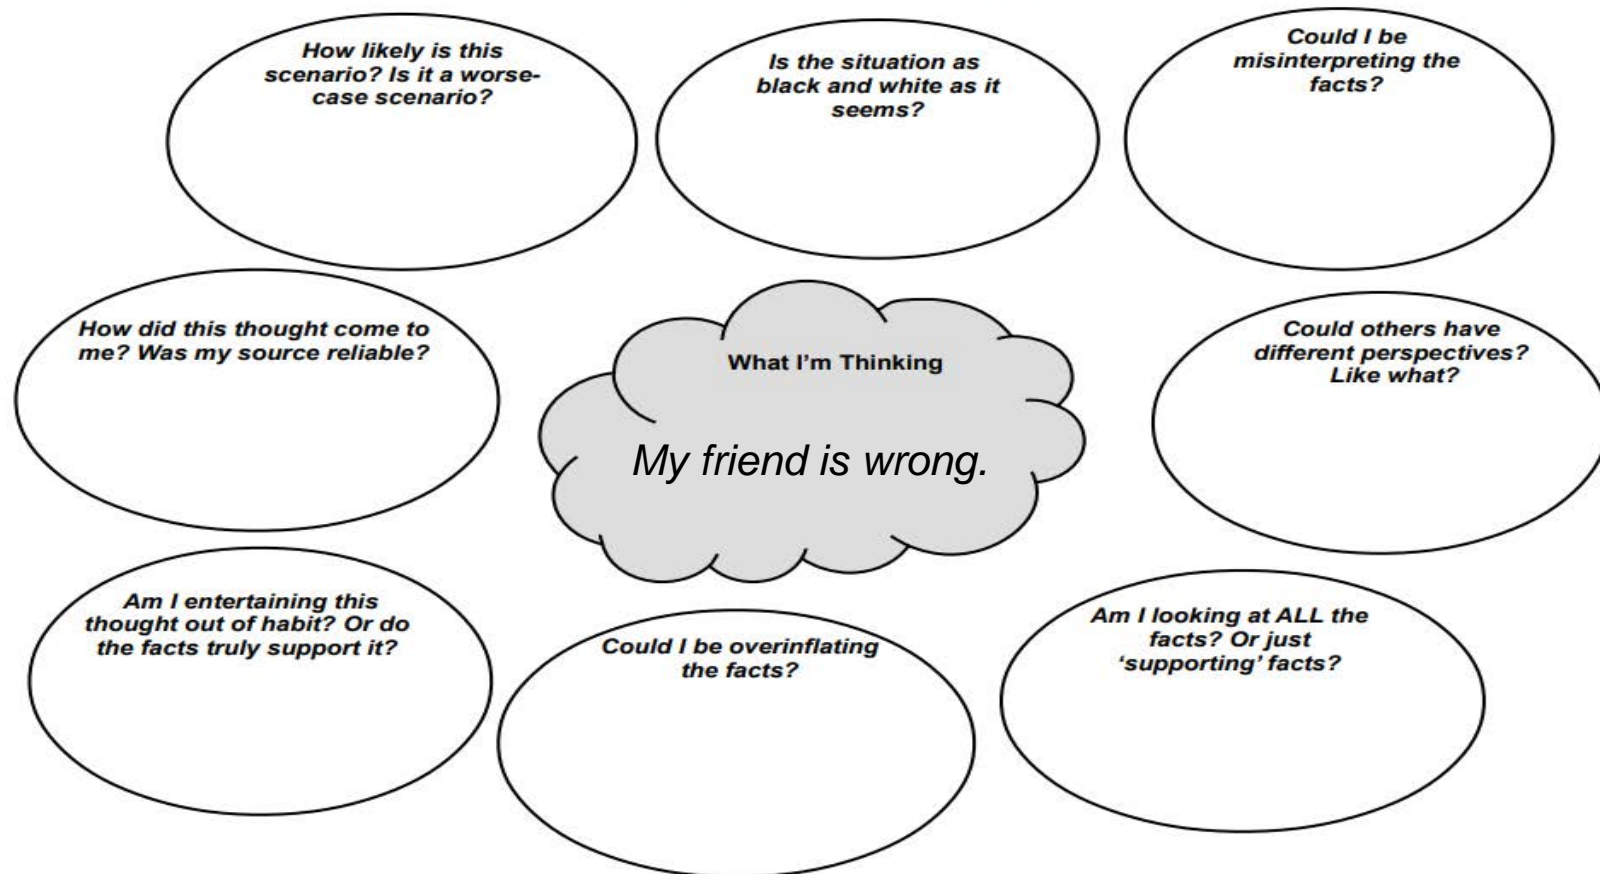 How likely is this
scenario? Is it a worse-
case scenario?
Is the situation as
black and white as it
seems?
Could I be
misinterpreting the
facts?
How did this thought come to
me? Was my source reliable?
What I'm Thinking
My friend is wrong.
Could others have
different perspectives?
Like what?
Am I entertaining this
thought out of habit? Or do
the facts truly support it?
Could I be overinflating
the facts?
Am I looking at ALL the
facts? Or just
'supporting' facts?